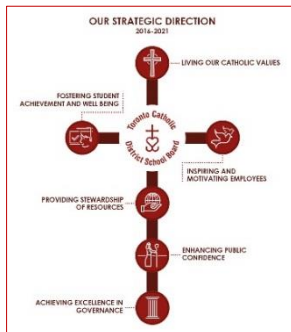 OUR STRATEGIC DIRECTION
2016-2021
LIVING OUR CATHOLIC VALUES
FOSTERING STUDENT
ACHIEVEMENT AND WELL BEING
Toronto Catholic
District School Board
INSPIRING AND
MOTIVATING EMPLOYEES
PROVIDING STEWARDSHIP
OF RESOURCES
ENHANCING PUBLIC
CONFIDENCE
ACHIEVING EXCELLENCE IN
GOVERNANCE